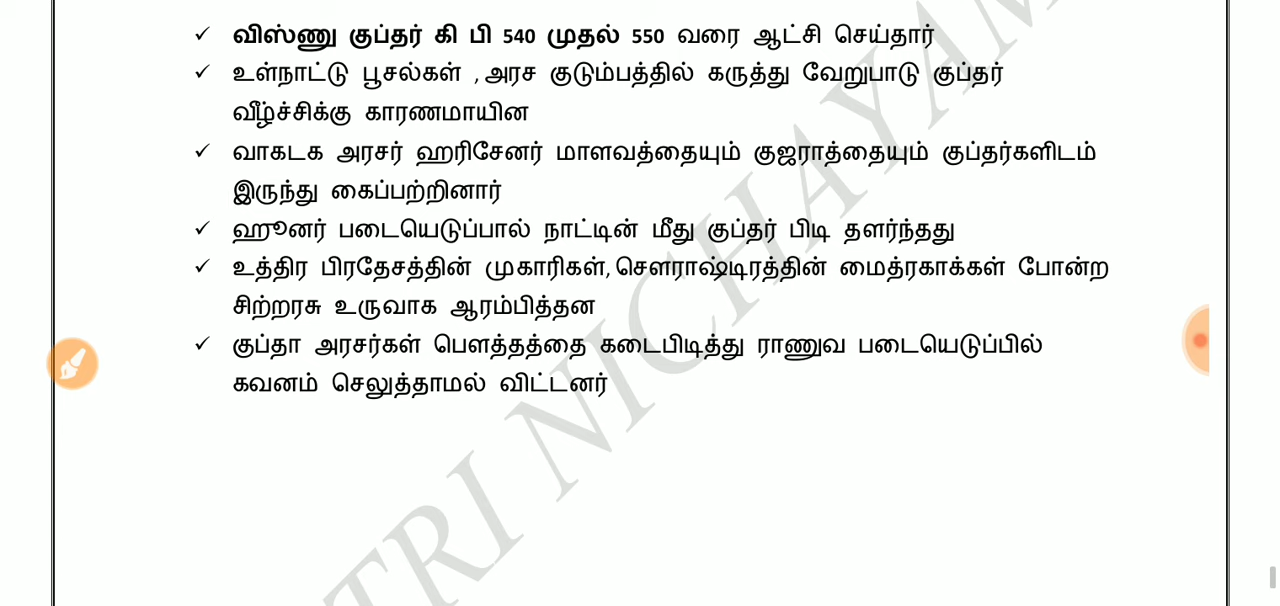 ✓ விஸ்ணு குப்தர் கி பி 540 முதல் 550 வரை ஆட்சி செய்தார்
✓ உள்நாட்டு பூசல்கள் ,அரச குடும்பத்தில் கருத்து வேறுபாடு குப்தர்
வீழ்ச்சிக்கு காரணமாயின
✓ வாகடக அரசர் ஹரிசேனர் மாளவத்தையும் குஜராத்தையும் குப்தர்களிடம்
இருந்து கைப்பற்றினார்
✓ ஹூனர் படையெடுப்பால் நாட்டின் மீது குப்தர் பிடி தளர்ந்தது
✓ உத்திர பிரதேசத்தின் முகாரிகள்,சௌராஷ்டிரத்தின் மைத்ரகாக்கள் போன்ற
சிற்றரசு உருவாக ஆரம்பித்தன
✓ குப்தா அரசர்கள் பௌத்தத்தை கடைபிடித்து ராணுவ படையெடுப்பில்
கவனம் செலுத்தாமல் விட்டனர்
TRI NICHAYAM